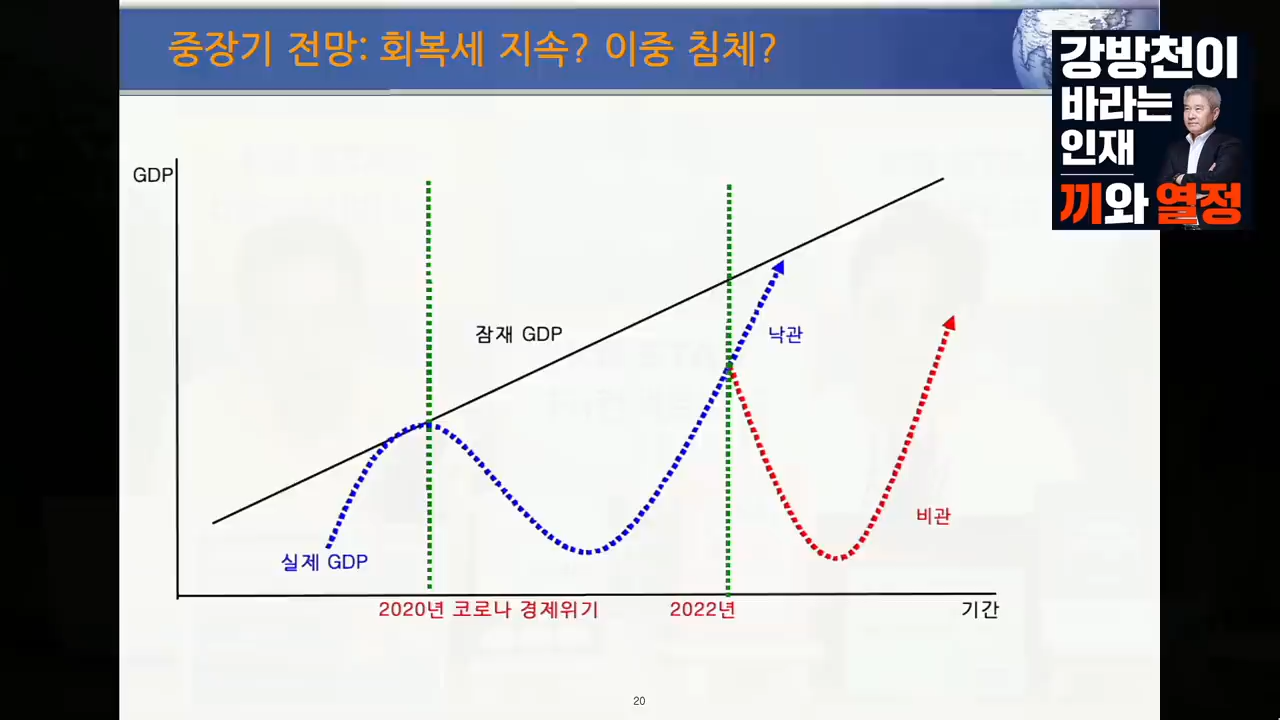 중장기 전망: 회복세 지속? 이중 침체?
강방천이
바라는
인재
끼와 열정
GDP
잠재 GDP
낙관
비관
실제 GDP
2020년 코로나 경제위기
2022년
기간
20